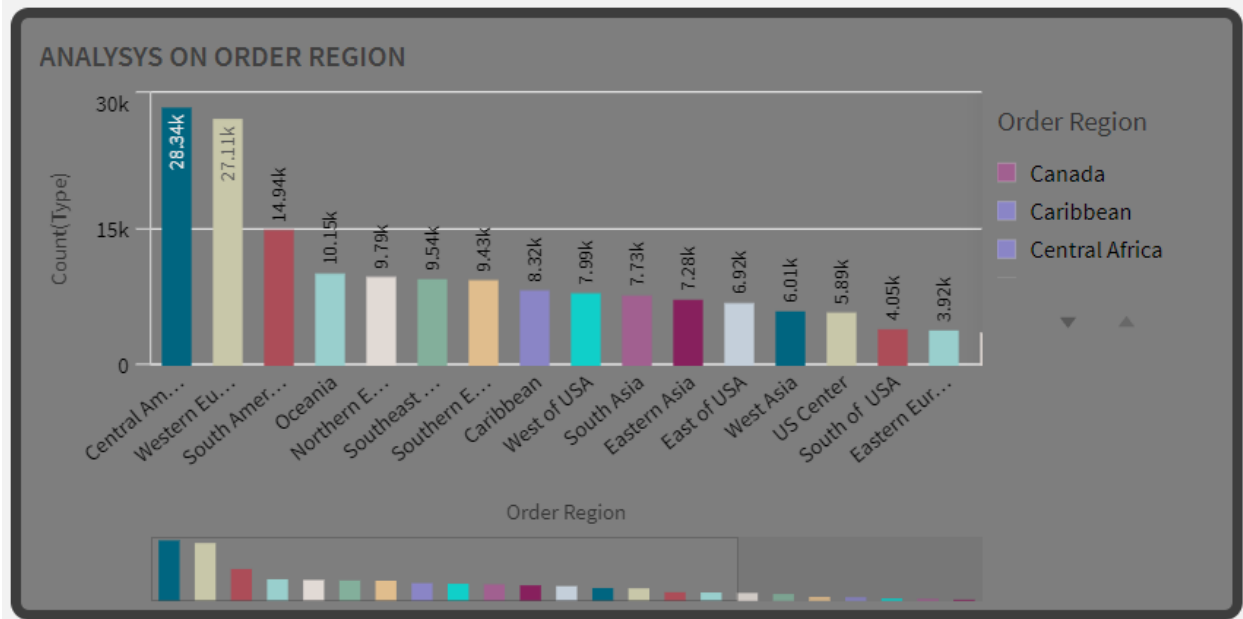 ANALYSYS ON ORDER REGION
30k
15k
0
Count(Type)
28.34k
27.11k
14.94k
10.15k
9.79k
9.54k
9.43k
8.32k
7.99k
7.73k
7.28k
6.92k
6.01k
5.89k
4.05k
3.92k
Central Am...
Western Eu...
South Amer...
Oceania
Northern E...
Southeast ...
Southern E...
Caribbean
West of USA
South Asia
Eastern Asia
East of USA
West Asia
US Center
South of  USA
Eastern Eur...
Order Region
Order Region
Canada
Caribbean
Central Africa